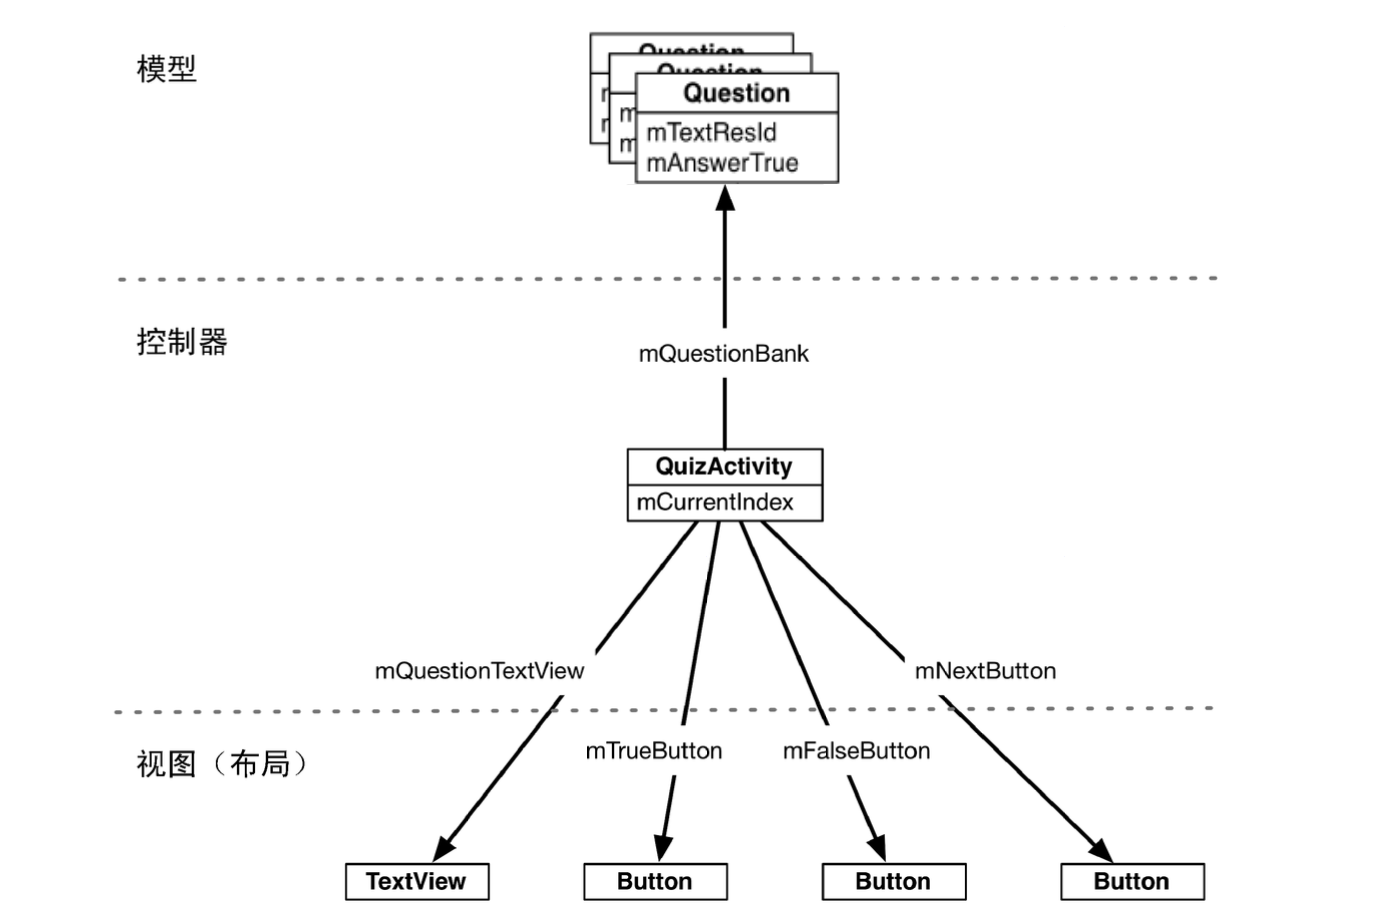 模型
Question
Question
Question
mTextResId
mAnswerTrue
控制器
mQuestionBank
QuizActivity
mCurrentIndex
mQuestionTextView
mNextButton
视图（布局）
mTrueButton
mFalseButton
TextView
Button
Button
Button